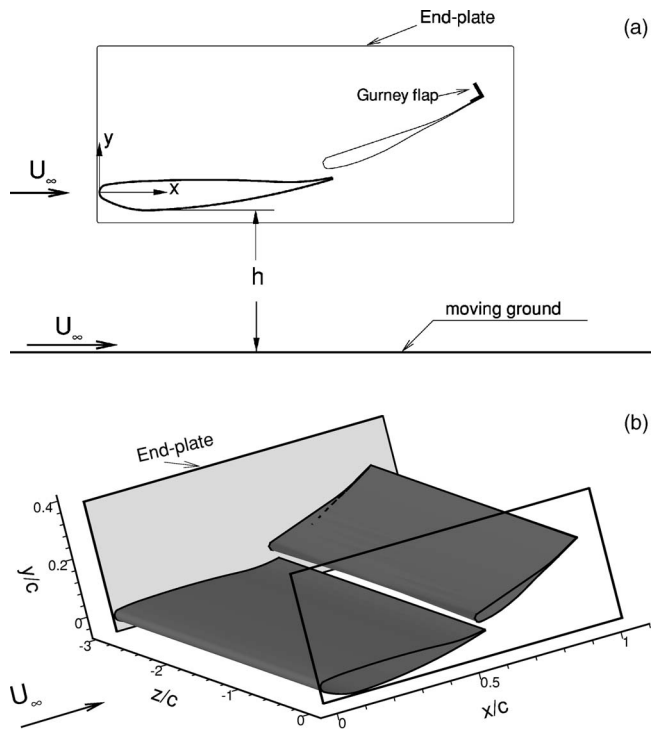 End-plate
(a)
Gurney flap
y
U∞
x
h
U∞
moving ground
(b)
End-plate
0.4
0.2
0
y/c
-3
-2
-1
0
z/c
0
0.5
1
x/c
U∞